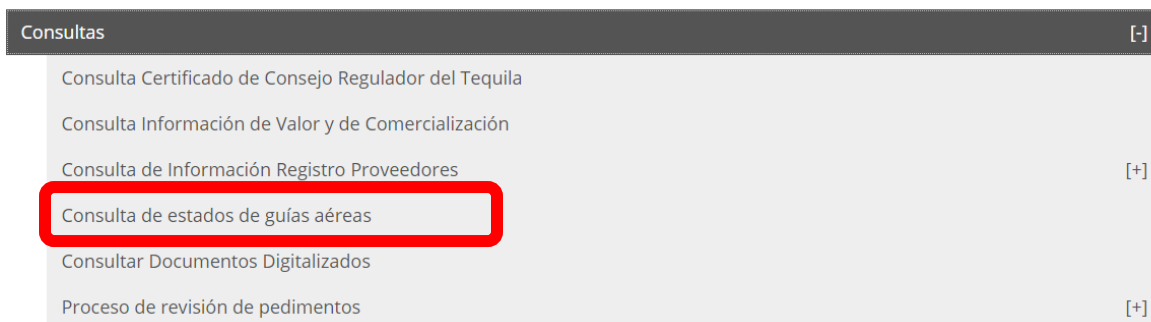 Consultas [-]
Consulta Certificado de Consejo Regulador del Tequila
Consulta Información de Valor y de Comercialización
Consulta de Información Registro Proveedores [+]
Consulta de estados de guías aéreas
Consultar Documentos Digitalizados
Proceso de revisión de pedimentos [+]